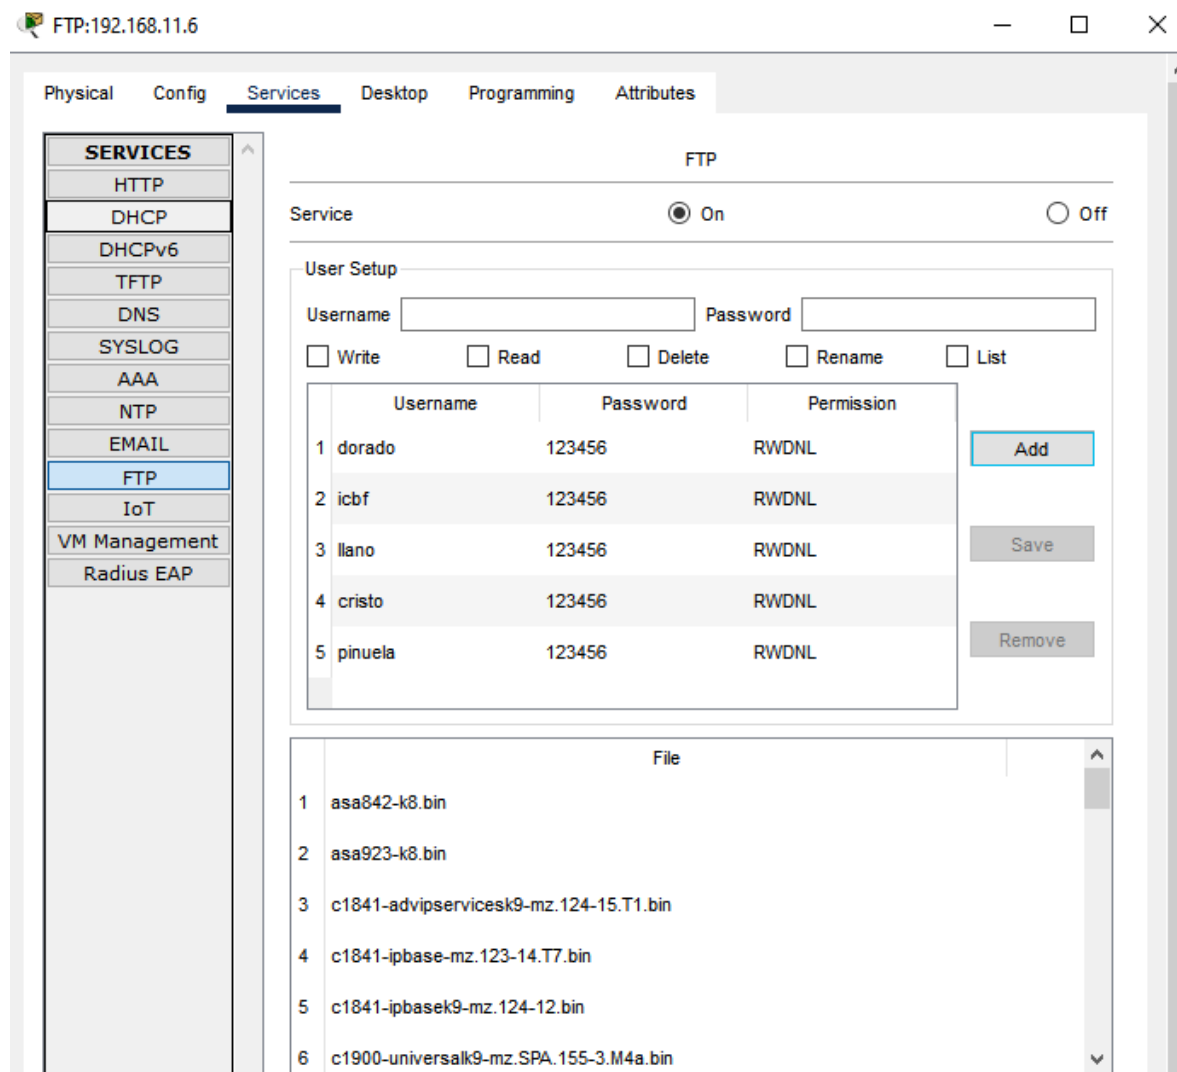 FTP:192.168.11.6
Physical Config Services Desktop Programming Attributes
SERVICES
HTTP
DHCP
DHCPv6
TFTP
DNS
SYSLOG
AAA
NTP
EMAIL
FTP
IoT
VM Management
Radius EAP
FTP
Service On Off
User Setup
Username Password
Write Read Delete Rename List
Username Password Permission
1 dorado 123456 RWDNL
2 icbf 123456 RWDNL
3 llano 123456 RWDNL
4 cristo 123456 RWDNL
5 pinuela 123456 RWDNL
Add
Save
Remove
File
1 asa842-k8.bin
2 asa923-k8.bin
3 c1841-advipservicesk9-mz.124-15.T1.bin
4 c1841-ipbase-mz.123-14.T7.bin
5 c1841-ipbasek9-mz.124-12.bin
6 c1900-universalk9-mz.SPA.155-3.M4a.bin